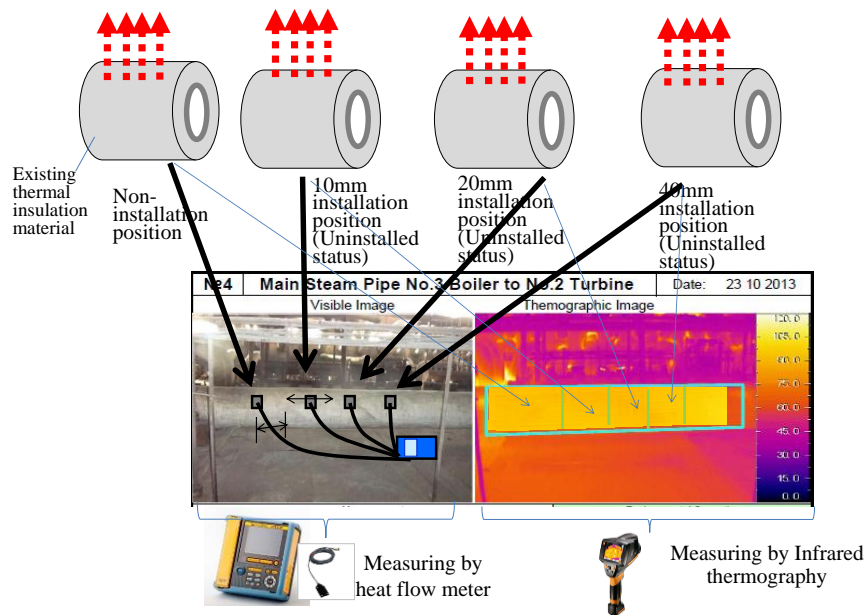 Existing
thermal
insulation
material
Non-
installation
position
10mm
installation
position
(Uninstalled
status)
20mm
installation
position
(Uninstalled
status)
40mm
installation
position
(Uninstalled
status)
№4 Main Steam Pipe No.3 Boiler to No.2 Turbine Date: 23 10 2013
Visible Image Themographic Image
120.0
105.0
90.0
75.0
60.0
45.0
30.0
15.0
0.0
Measuring by
heat flow meter
Measuring by Infrared
thermography